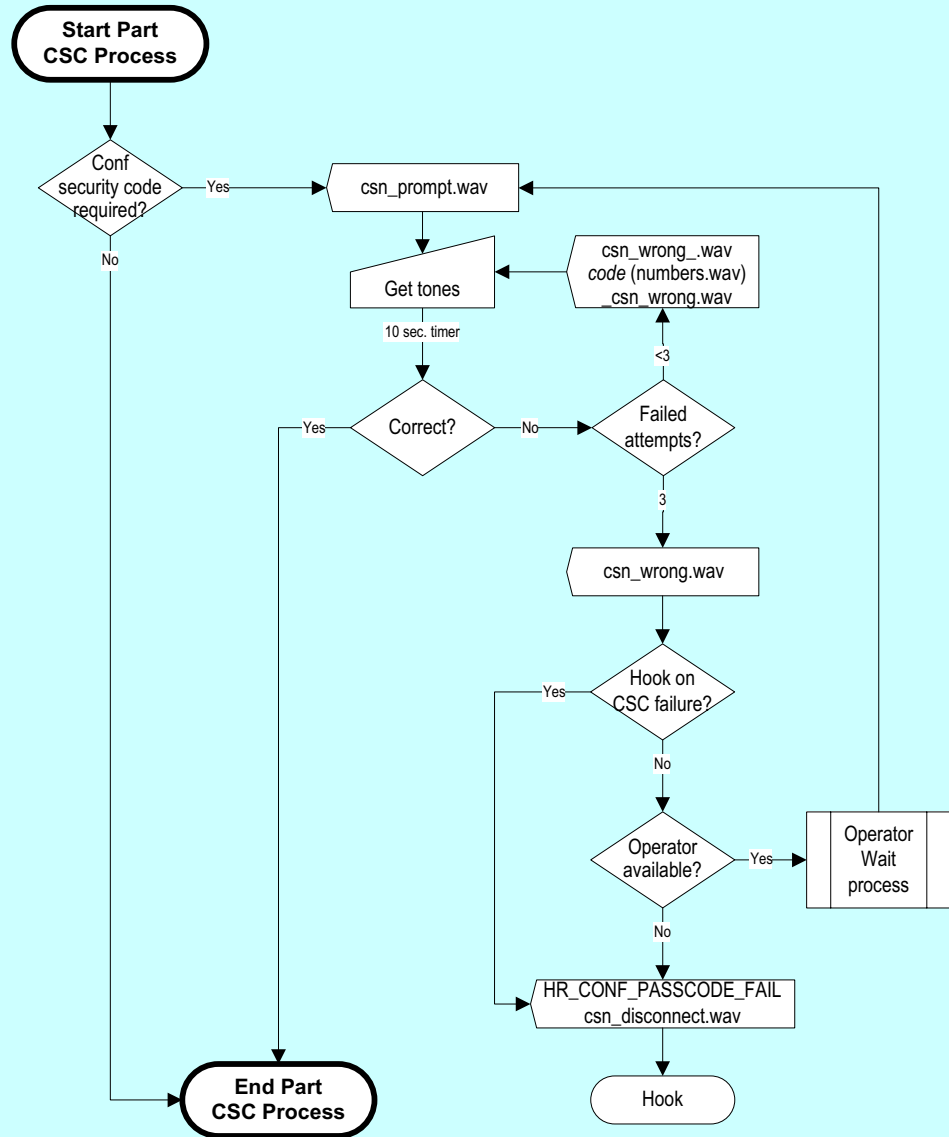 Start Part
CSC Process
Conf
security code
required?
Yes
csn_prompt.wav
No
Get tones
csn_wrong_.wav
code (numbers.wav)
_csn_wrong.wav
10 sec. timer
<3
Yes
Correct?
No
Failed
attempts?
3
csn_wrong.wav
Yes
Hook on
CSC failure?
No
Operator
available?
Yes
Operator
Wait
process
No
HR_CONF_PASSCODE_FAIL
csn_disconnect.wav
End Part
CSC Process
Hook